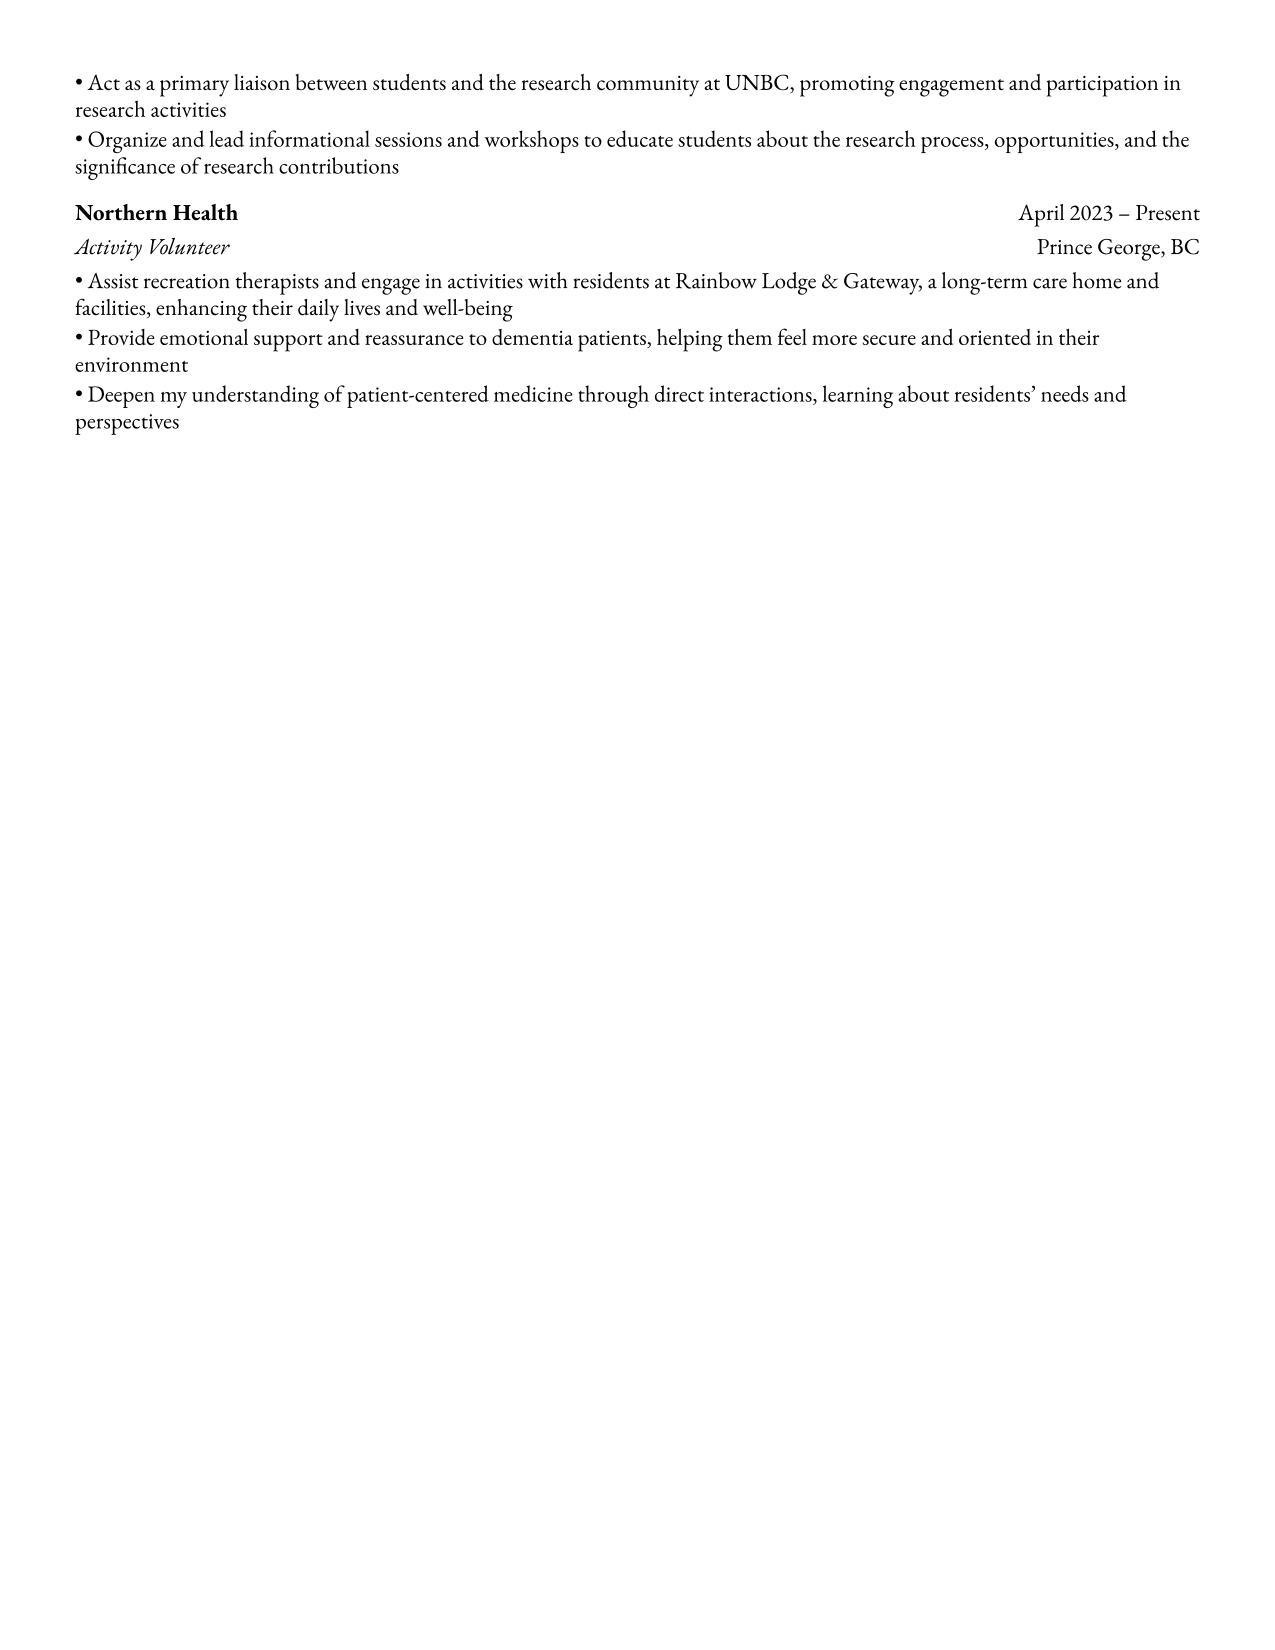 • Act as a primary liaison between students and the research community at UNBC, promoting engagement and participation in
research activities
• Organize and lead informational sessions and workshops to educate students about the research process, opportunities, and the
significance of research contributions
Northern Health April 2023 – Present
Activity Volunteer Prince George, BC
• Assist recreation therapists and engage in activities with residents at Rainbow Lodge & Gateway, a long-term care home and
facilities, enhancing their daily lives and well-being
• Provide emotional support and reassurance to dementia patients, helping them feel more secure and oriented in their
environment
• Deepen my understanding of patient-centered medicine through direct interactions, learning about residents’ needs and
perspectives